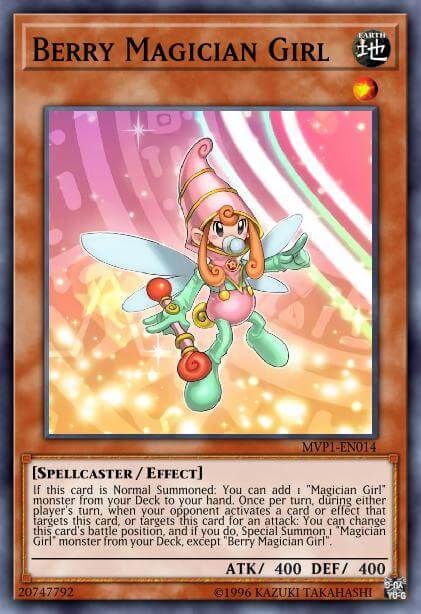 BERRY MAGICIAN GIRL
EARTH
地
MVP1-EN014
[SPELLCASTER / EFFECT]
If this card is Normal Summoned: You can add 1 "Magician Girl"
monster from your Deck to your hand. Once per turn, during either
player's turn, when your opponent activates a card or effect that
targets this card, or targets this card for an attack: You can change
this card's battle position, and if you do, Special Summon 1 "Magician
Girl" monster from your Deck, except "Berry Magician Girl".
ATK/ 400 DEF/ 400
20747792
©1996 KAZUKI TAKAHASHI